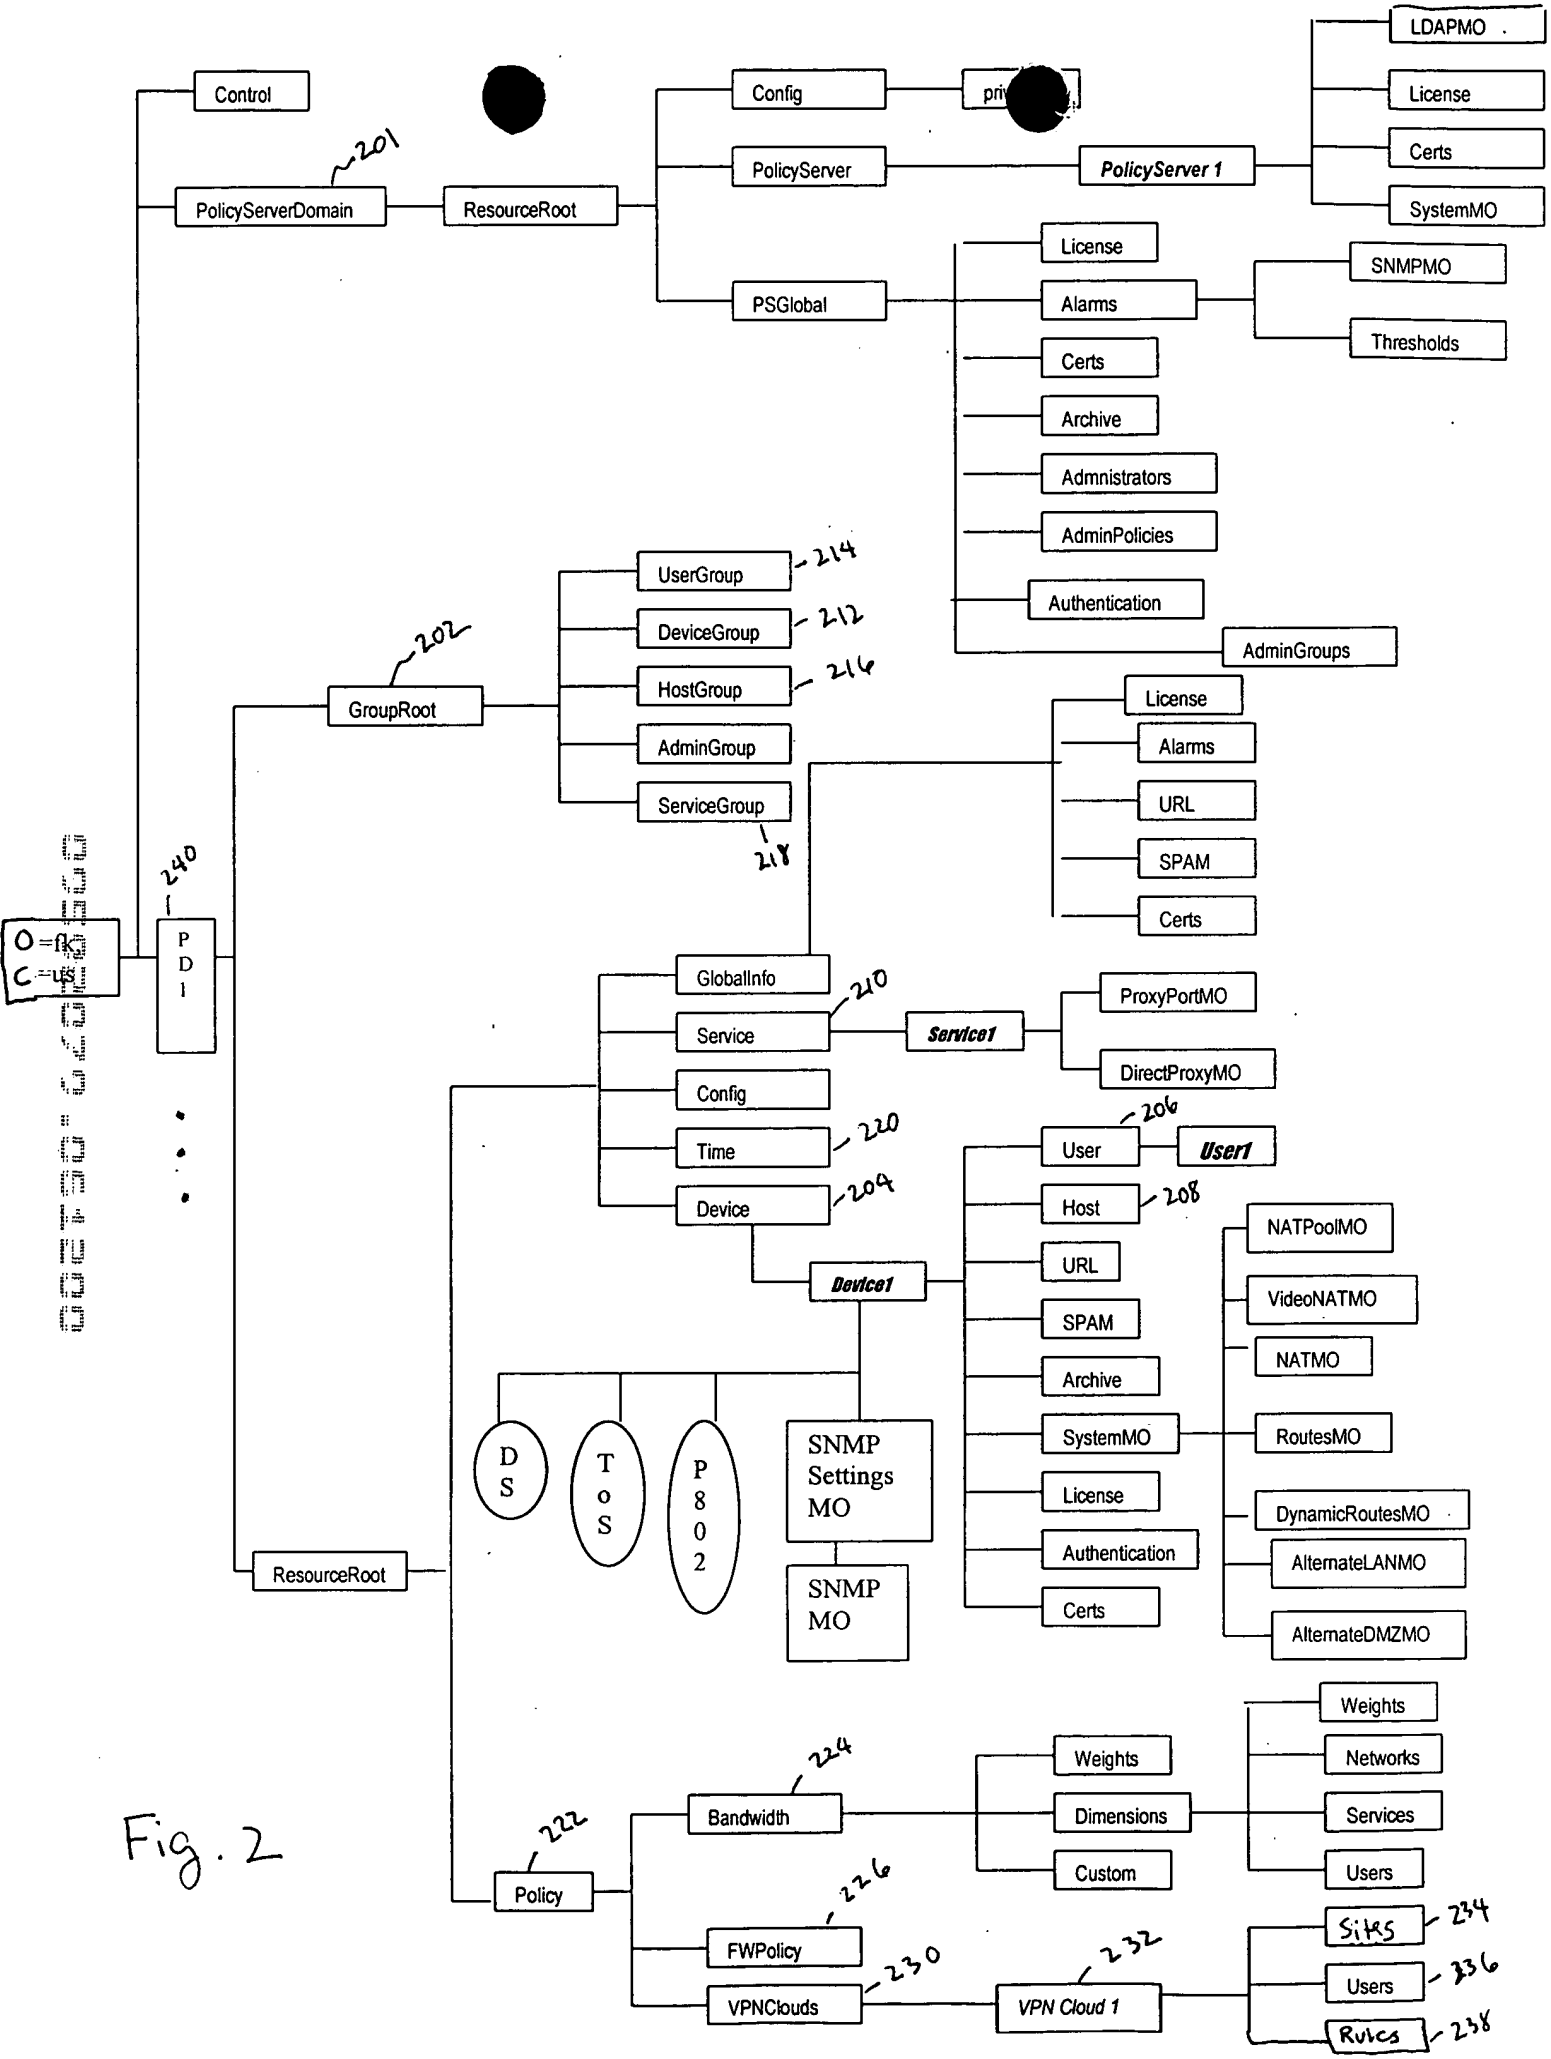 LDAPMO
Control
Config
License
PolicyServer
PolicyServer 1
Certs
201
PolicyServerDomain
ResourceRoot
SystemMO
License
SNMPMO
PSGlobal
Alarms
Thresholds
Certs
Archive
Admnistrators
AdminPolicies
UserGroup
214
Authentication
DeviceGroup
212
AdminGroups
202
HostGroup
216
GroupRoot
License
AdminGroup
Alarms
ServiceGroup
URL
218
SPAM
240
Certs
O =fk,
C =us
P
D
1
GlobalInfo
210
ProxyPortMO
Service
Service1
DirectProxyMO
Config
206
Time
220
User
User1
Device
204
Host
208
NATPoolMO
URL
Device1
VideoNATMO
SPAM
NATMO
Archive
D
S
T
o
S
P
8
0
2
SNMP
Settings
MO
SystemMO
RoutesMO
License
DynamicRoutesMO
Authentication
AlternateLANMO
ResourceRoot
SNMP
MO
Certs
AlternateDMZMO
Weights
224
Weights
Networks
Bandwidth
Dimensions
Services
Fig. 2
222
Custom
Users
Policy
226
Sites
234
FWPolicy
230
232
Users
236
VPNClouds
VPN Cloud 1
Rules
238